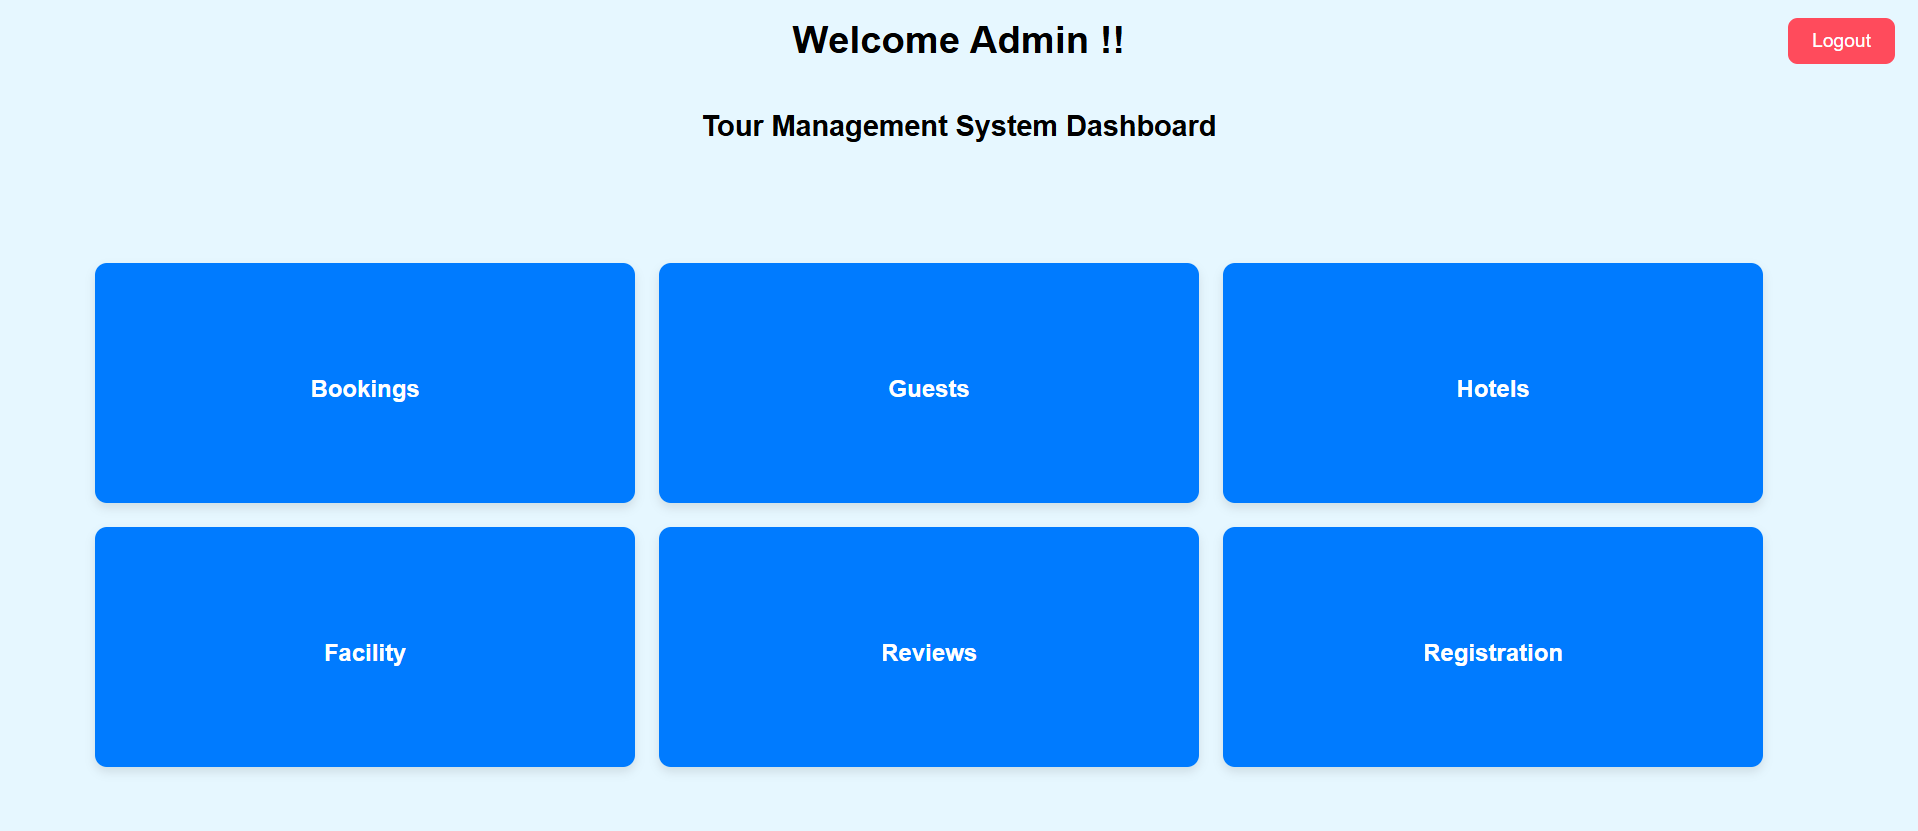 Welcome Admin !!
Logout
Tour Management System Dashboard
Bookings
Guests
Hotels
Facility
Reviews
Registration